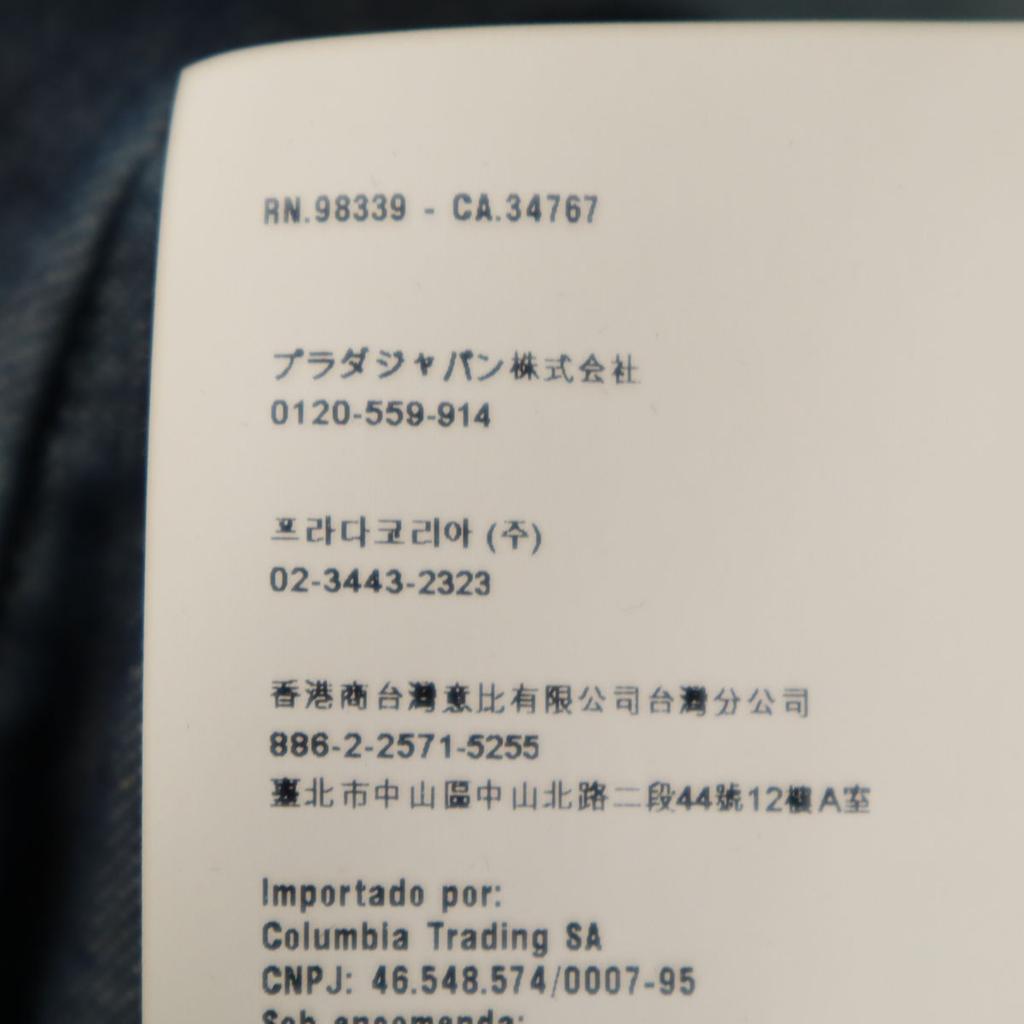 RN.98339 - CA.34767
プラダジャパン株式会社
0120-559-914
프라다코리아 (주)
02-3443-2323
香港商台灣意比有限公司台灣分公司
886-2-2571-5255
臺北市中山區中山北路二段44號12樓A室
Importado por:
Columbia Trading SA
CNPJ: 46.548.574/0007-95
Sob encomenda: